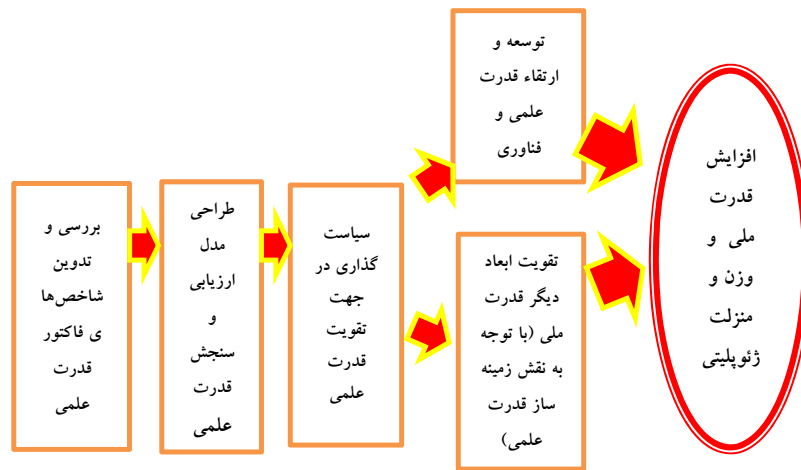 بررسی و
تدوین
شاخص‌ها
ی فاکتور
قدرت
علمی
طراحی
مدل
ارزیابی
و
سنجش
قدرت
علمی
سیاست
گذاری در
جهت
تقویت
قدرت
علمی
توسعه و
ارتقاء قدرت
علمی و
فناوری
تقویت ابعاد
دیگر قدرت
ملی (با توجه
به نقش زمینه
ساز قدرت
علمی)
افزایش
قدرت
ملی و
وزن و
منزلت
ژئوپلیتی